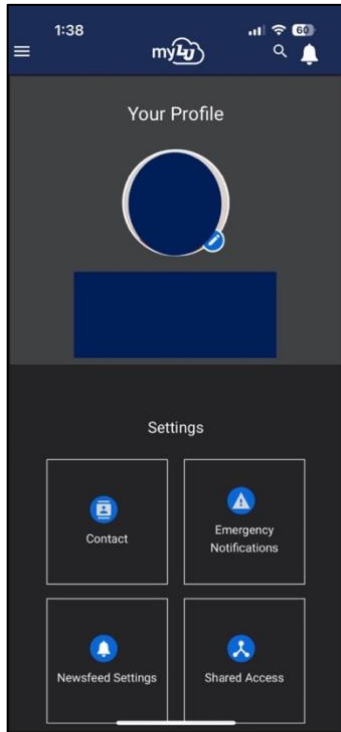 1:38
60
myLU
Your Profile
Settings
Contact
Emergency
Notifications
Newsfeed Settings
Shared Access